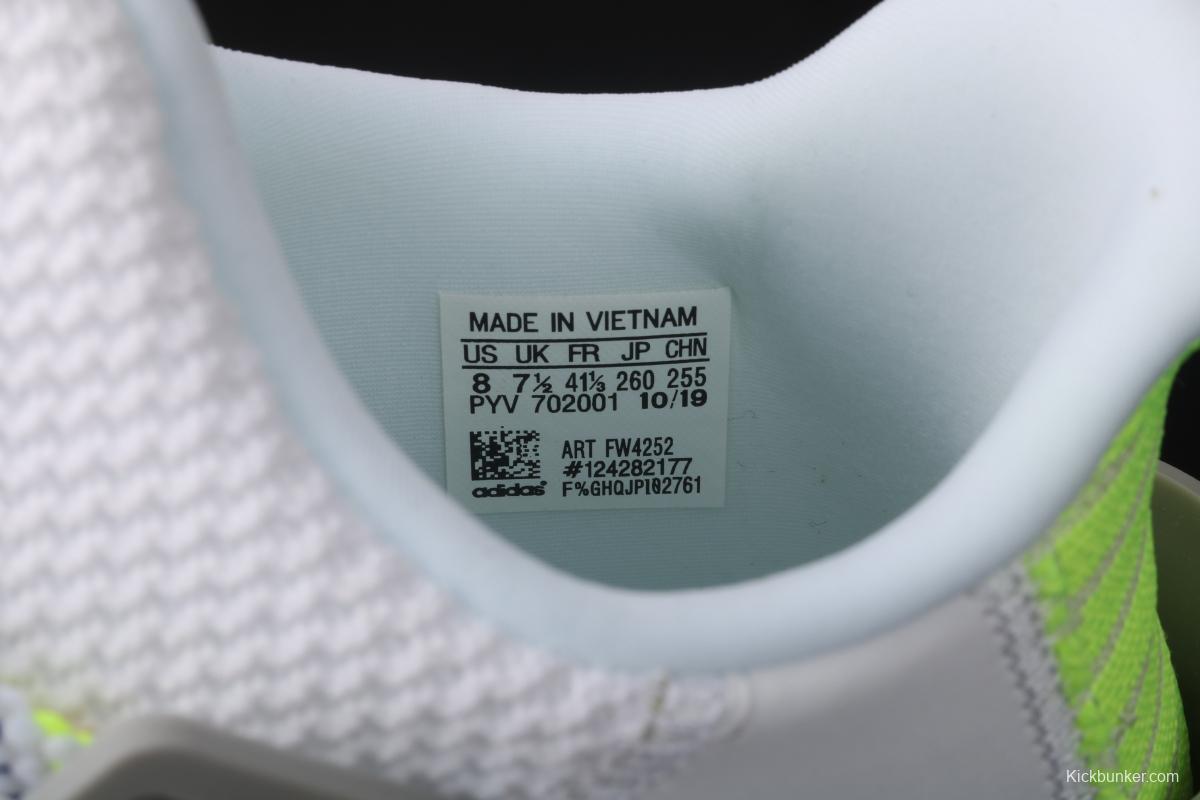 MADE IN VIETNAM
US UK FR JP CHN
8 7½ 41⅓ 260 255
PYV 702001 10/19
ART FW4252
#124282177
adidas F%GHQJP102761
Kickbunker.com